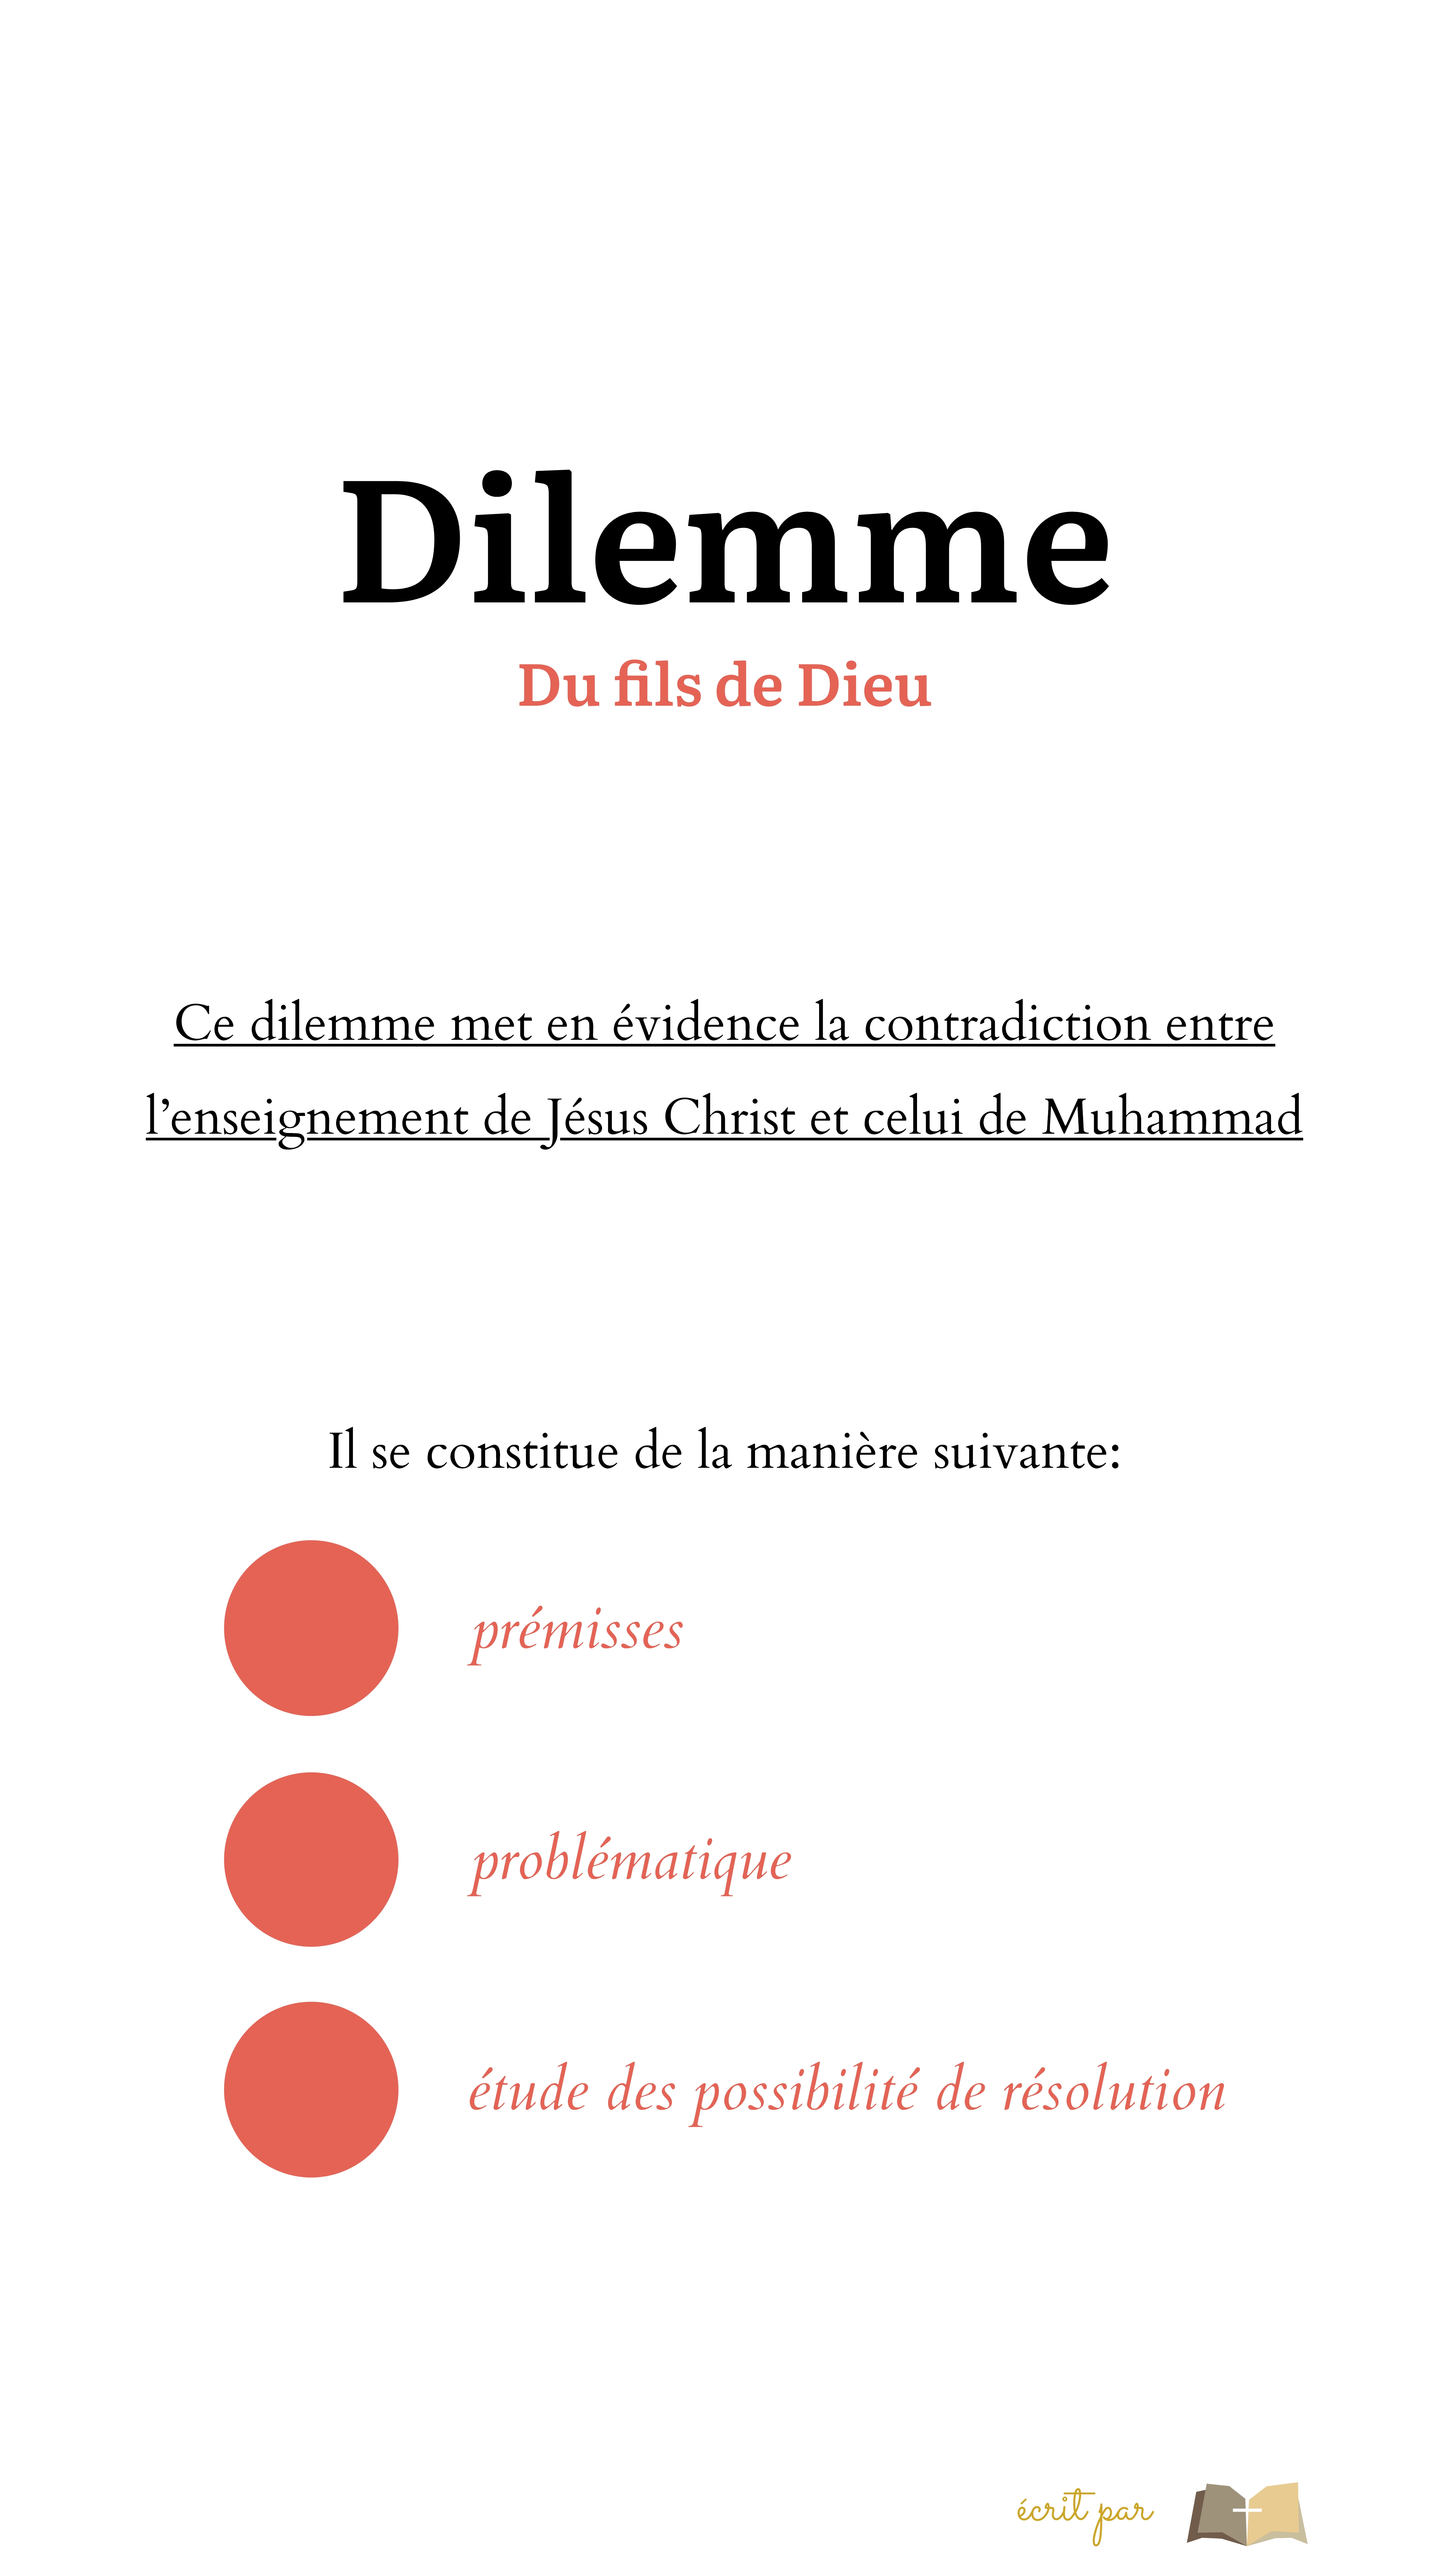 Dilemme
Du fils de Dieu
Ce dilemme met en évidence la contradiction entre
l’enseignement de Jésus Christ et celui de Muhammad
Il se constitue de la manière suivante:
prémisses
problématique
étude des possibilité de résolution
écrit par